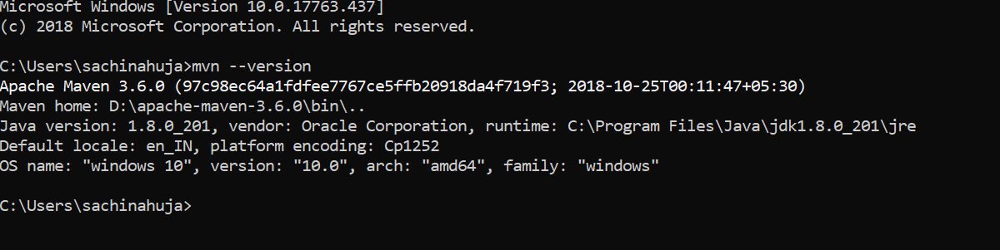 Microsoft Windows [Version 10.0.17763.437]
(c) 2018 Microsoft Corporation. All rights reserved.
C:\Users\sachinahuja>mvn --version
Apache Maven 3.6.0 (97c98ec64a1fdfee7767ce5ffb20918da4f719f3; 2018-10-25T00:11:47+05:30)
Maven home: D:\apache-maven-3.6.0\bin\..
Java version: 1.8.0_201, vendor: Oracle Corporation, runtime: C:\Program Files\Java\jdk1.8.0_201\jre
Default locale: en_IN, platform encoding: Cp1252
OS name: "windows 10", version: "10.0", arch: "amd64", family: "windows"
C:\Users\sachinahuja>